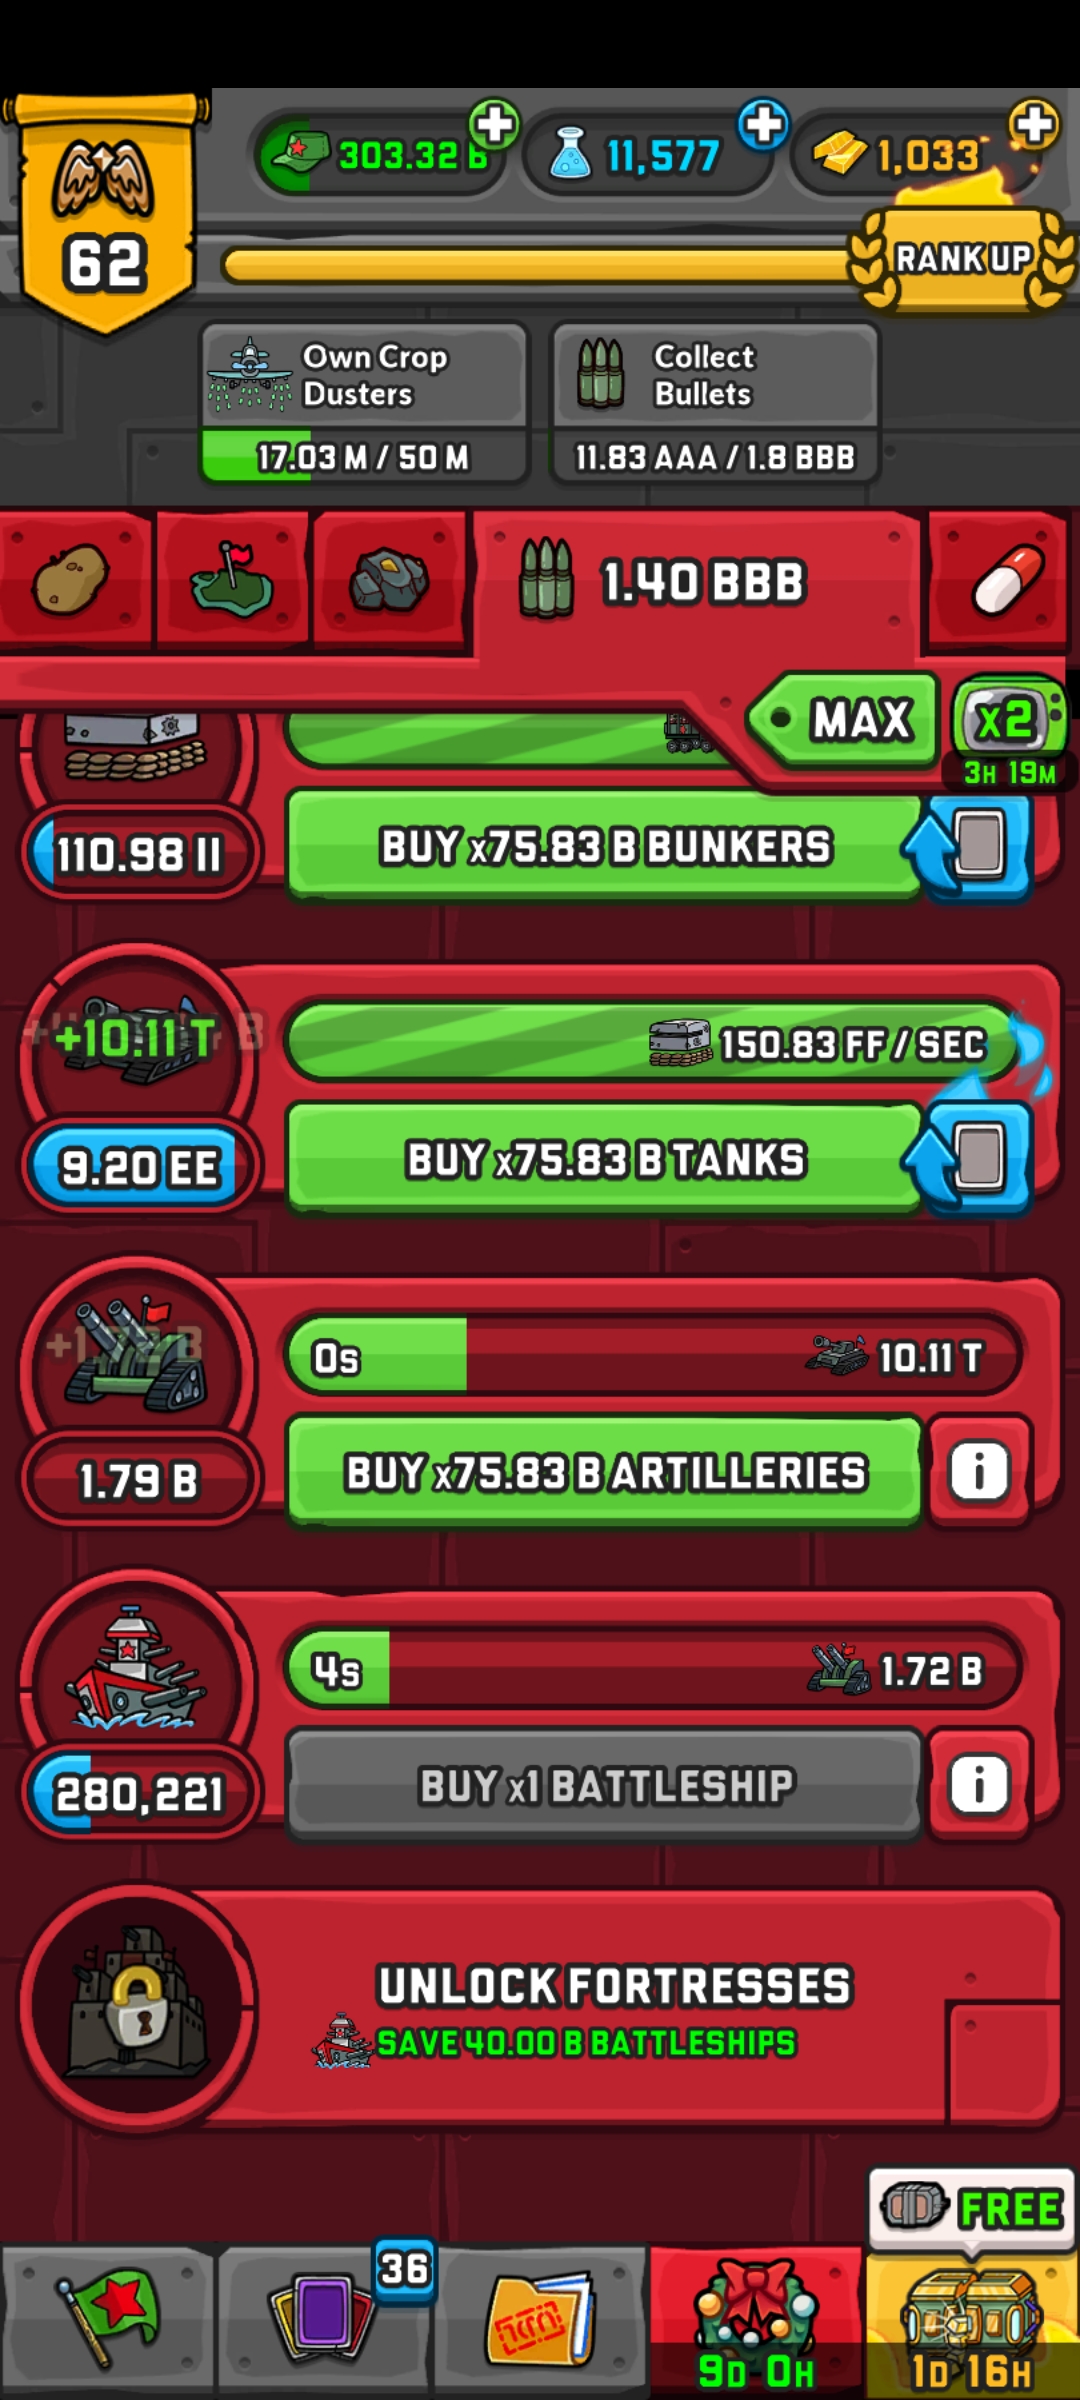 303.32 B
11,577
1,033
62
RANK UP
Own Crop
Dusters
17.03 M / 50 M
Collect
Bullets
11.83 AAA / 1.8 BBB
1.40 BBB
MAX
x2
3H 19M
110.98 II
BUY x75.83 B BUNKERS
+10.11 T
150.83 FF / SEC
9.20 EE
BUY x75.83 B TANKS
0s
10.11 T
1.79 B
BUY x75.83 B ARTILLERIES
i
4s
1.72 B
280,221
BUY x1 BATTLESHIP
i
UNLOCK FORTRESSES
SAVE 40.00 B BATTLESHIPS
FREE
36
9D 0H
1D 16H